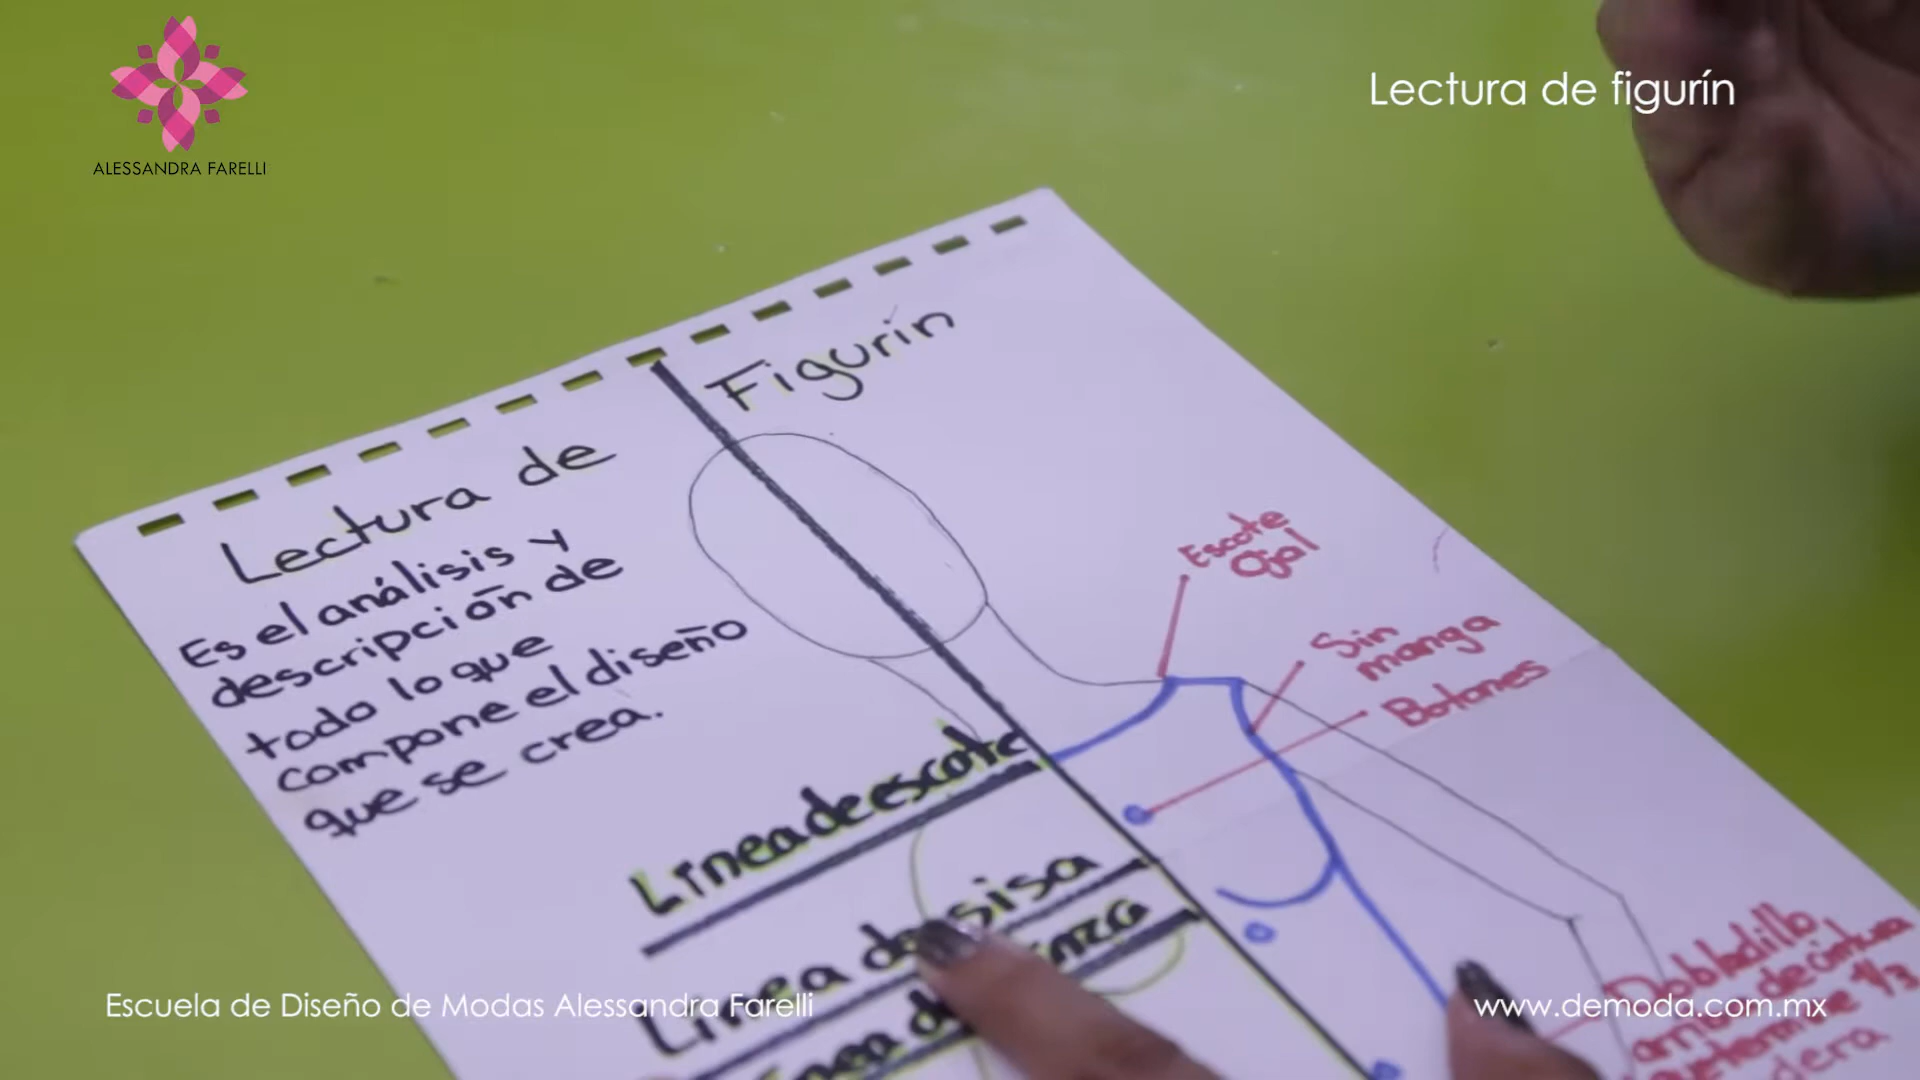 ALESSANDRA FARELLI
Lectura de figurín
Lectura de Figurín
Es el análisis y
descripción de
todo lo que
compone el diseño
que se crea.
Escote
Ojal
Sin
manga
Botones
Linea de escote
Linea de sisa
Dobladillo
Escuela de Diseño de Modas Alessandra Farelli
www.demoda.com.mx